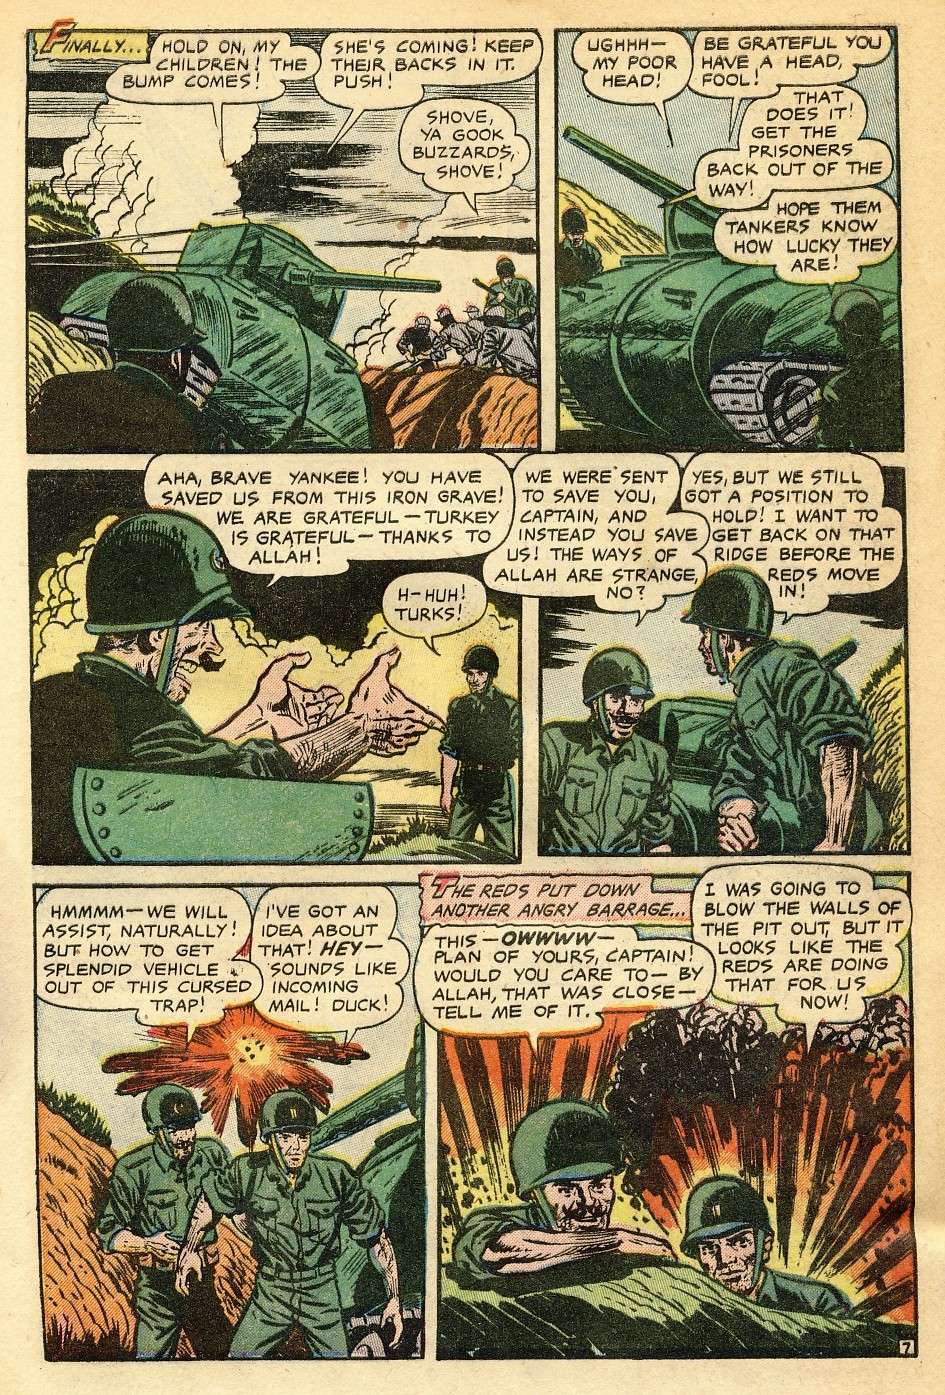 FINALLY...
HOLD ON, MY
CHILDREN! THE
BUMP COMES!
SHE'S COMING! KEEP
THEIR BACKS IN IT.
PUSH!
SHOVE,
YA GOOK
BUZZARDS,
SHOVE!
UGHHH—
MY POOR
HEAD!
BE GRATEFUL YOU
HAVE A HEAD,
FOOL!
THAT
DOES IT!
GET THE
PRISONERS
BACK OUT OF THE
WAY!
HOPE THEM
TANKERS KNOW
HOW LUCKY THEY
ARE!
AHA, BRAVE YANKEE! YOU HAVE
SAVED US FROM THIS IRON GRAVE!
WE ARE GRATEFUL—TURKEY
IS GRATEFUL—THANKS TO
ALLAH!
H-HUH!
TURKS!
WE WERE SENT
TO SAVE YOU,
CAPTAIN, AND
INSTEAD YOU SAVE
US! THE WAYS OF
ALLAH ARE STRANGE,
NO?
YES, BUT WE STILL
GOT A POSITION TO
HOLD! I WANT TO
GET BACK ON THAT
RIDGE BEFORE THE
REDS MOVE
IN!
HMMMM—WE WILL
ASSIST, NATURALLY!
BUT HOW TO GET
SPLENDID VEHICLE
OUT OF THIS CURSED
TRAP!
I'VE GOT AN
IDEA ABOUT
THAT! HEY—
SOUNDS LIKE
INCOMING
MAIL! DUCK!
THE REDS PUT DOWN
ANOTHER ANGRY BARRAGE...
THIS—OWWWW—
PLAN OF YOURS, CAPTAIN!
WOULD YOU CARE TO—BY
ALLAH, THAT WAS CLOSE—
TELL ME OF IT.
I WAS GOING TO
BLOW THE WALLS OF
THE PIT OUT, BUT IT
LOOKS LIKE THE
REDS ARE DOING
THAT FOR US
NOW!
7